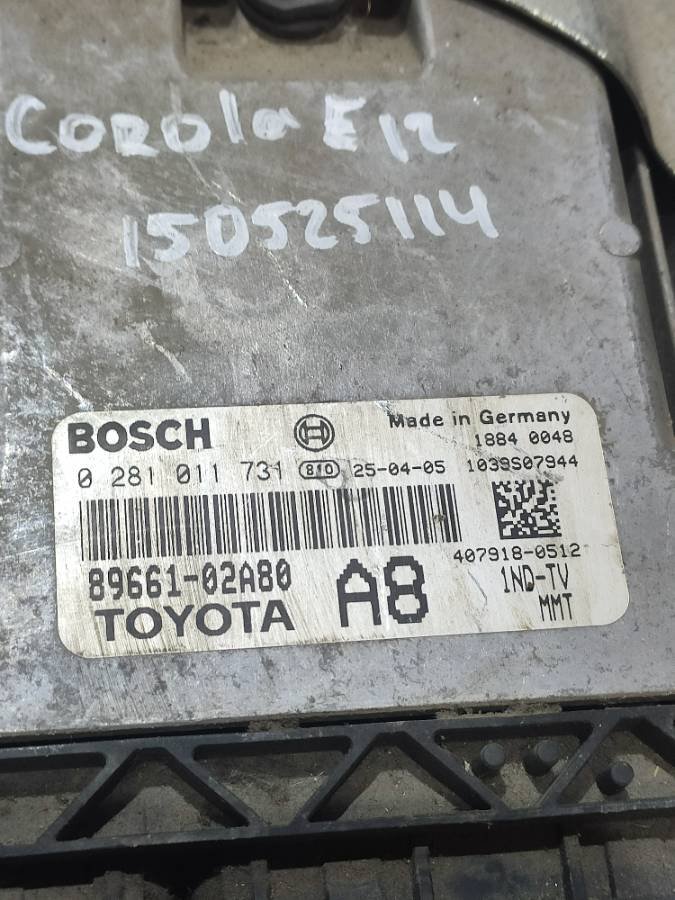 COROla E12
150525114
BOSCH
Made in Germany
1884 0048
0 281 011 731 810 25-04-05 1039S07944
407918-0512
89661-02A80
A8
1ND-TV
TOYOTA
MMT